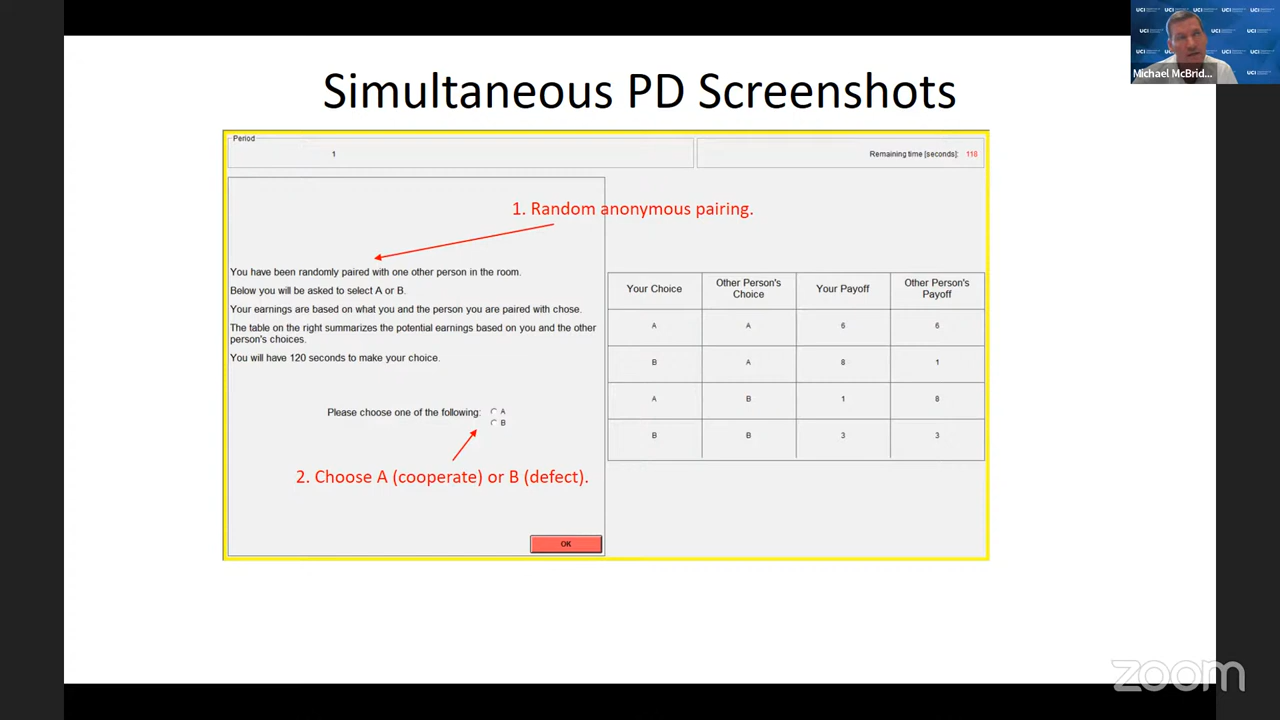 Simultaneous PD Screenshots
Period
1
Remaining time [seconds]: 118
1. Random anonymous pairing.
You have been randomly paired with one other person in the room.
Below you will be asked to select A or B.
Your earnings are based on what you and the person you are paired with chose.
The table on the right summarizes the potential earnings based on you and the other
person's choices.
You will have 120 seconds to make your choice.
Please choose one of the following:
A
B
2. Choose A (cooperate) or B (defect).
OK
Your Choice Other Person's Choice Your Payoff Other Person's Payoff
A A 6 6
B A 8 1
A B 1 8
B B 3 3
UCI UCI UCI
Michael McBrid...
zoom